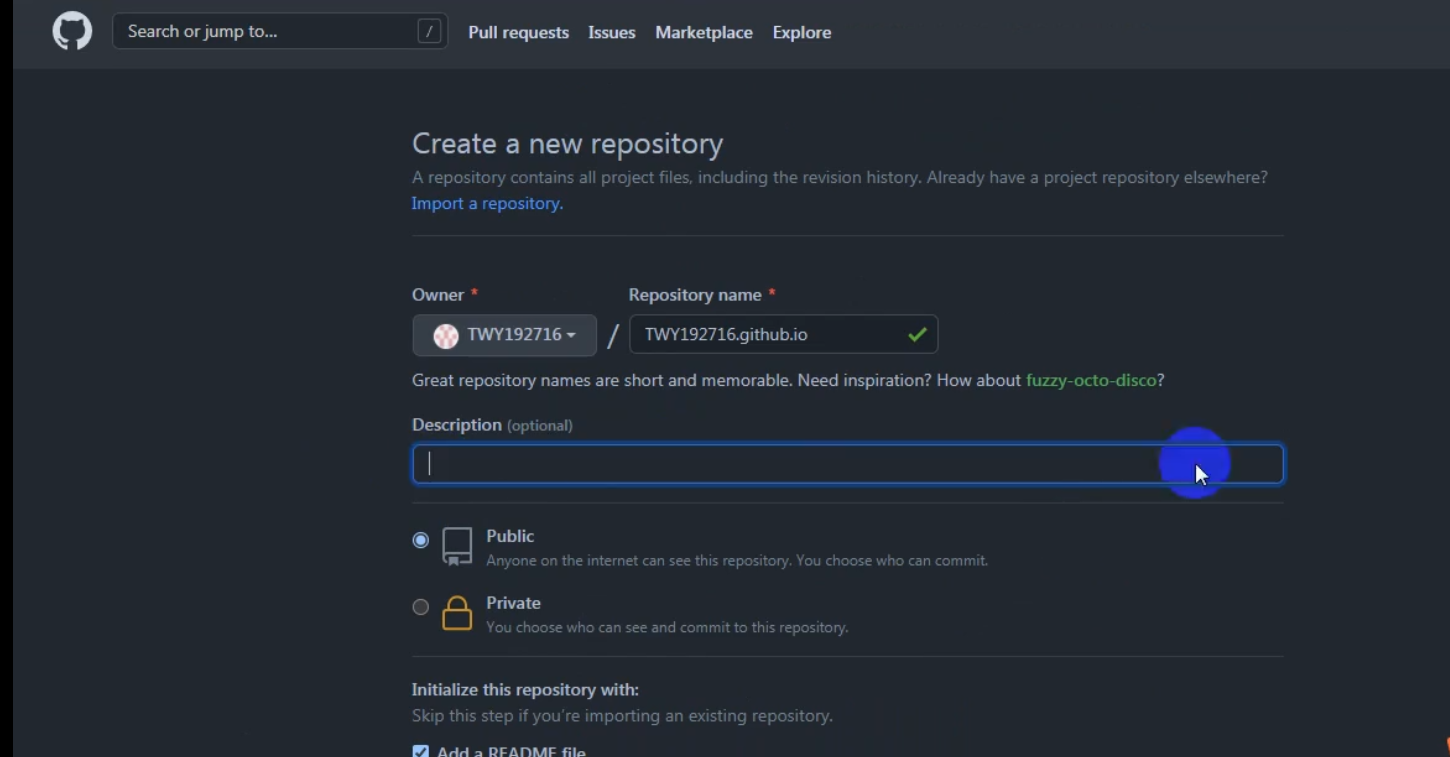 Search or jump to... /
Pull requests Issues Marketplace Explore
Create a new repository
A repository contains all project files, including the revision history. Already have a project repository elsewhere?
Import a repository.
Owner * Repository name *
TWY192716 / TWY192716.github.io
Great repository names are short and memorable. Need inspiration? How about fuzzy-octo-disco?
Description (optional)
Public
Anyone on the internet can see this repository. You choose who can commit.
Private
You choose who can see and commit to this repository.
Initialize this repository with:
Skip this step if you're importing an existing repository.
Add a README file